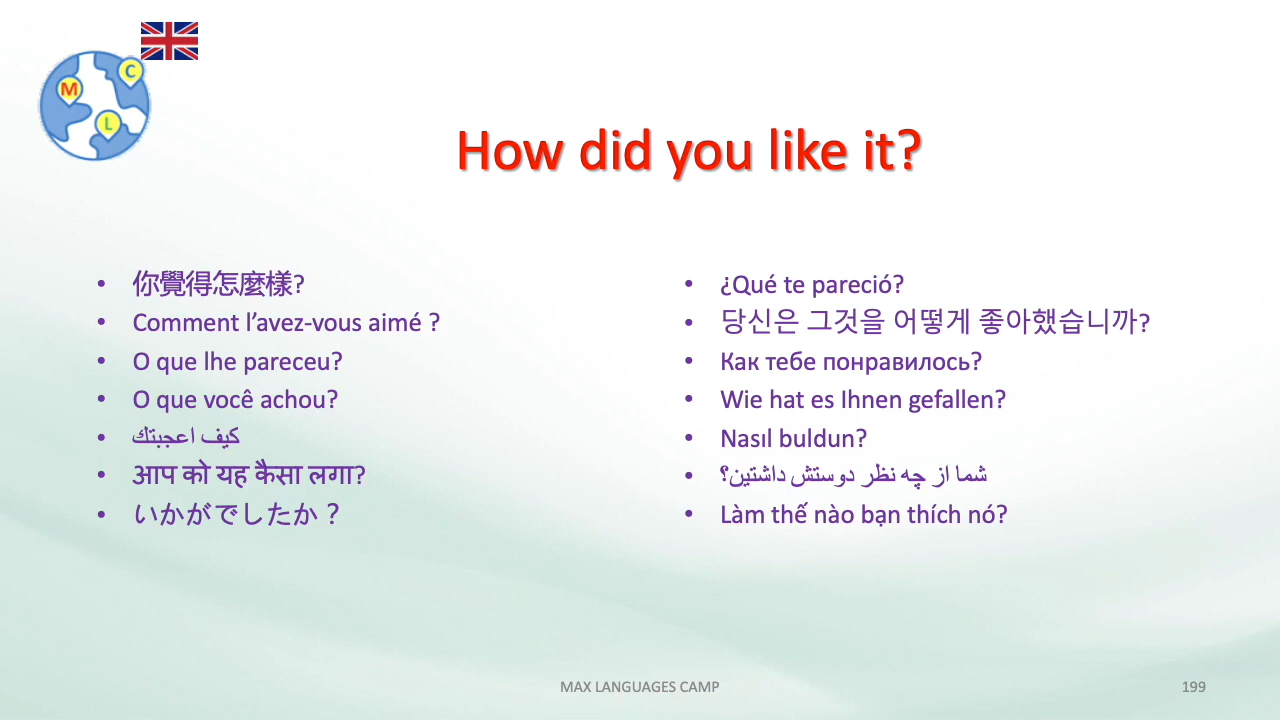 C
M
L
How did you like it?
• 你覺得怎麼樣?
• Comment l’avez-vous aimé ?
• O que lhe pareceu?
• O que você achou?
• كيف اعجبتك
• आप को यह कैसा लगा?
• いかがでしたか？
• ¿Qué te pareció?
• 당신은 그것을 어떻게 좋아했습니까?
• Как тебе понравилось?
• Wie hat es Ihnen gefallen?
• Nasıl buldun?
• شما از چه نظر دوستش داشتین؟
• Làm thế nào bạn thích nó?
MAX LANGUAGES CAMP
199